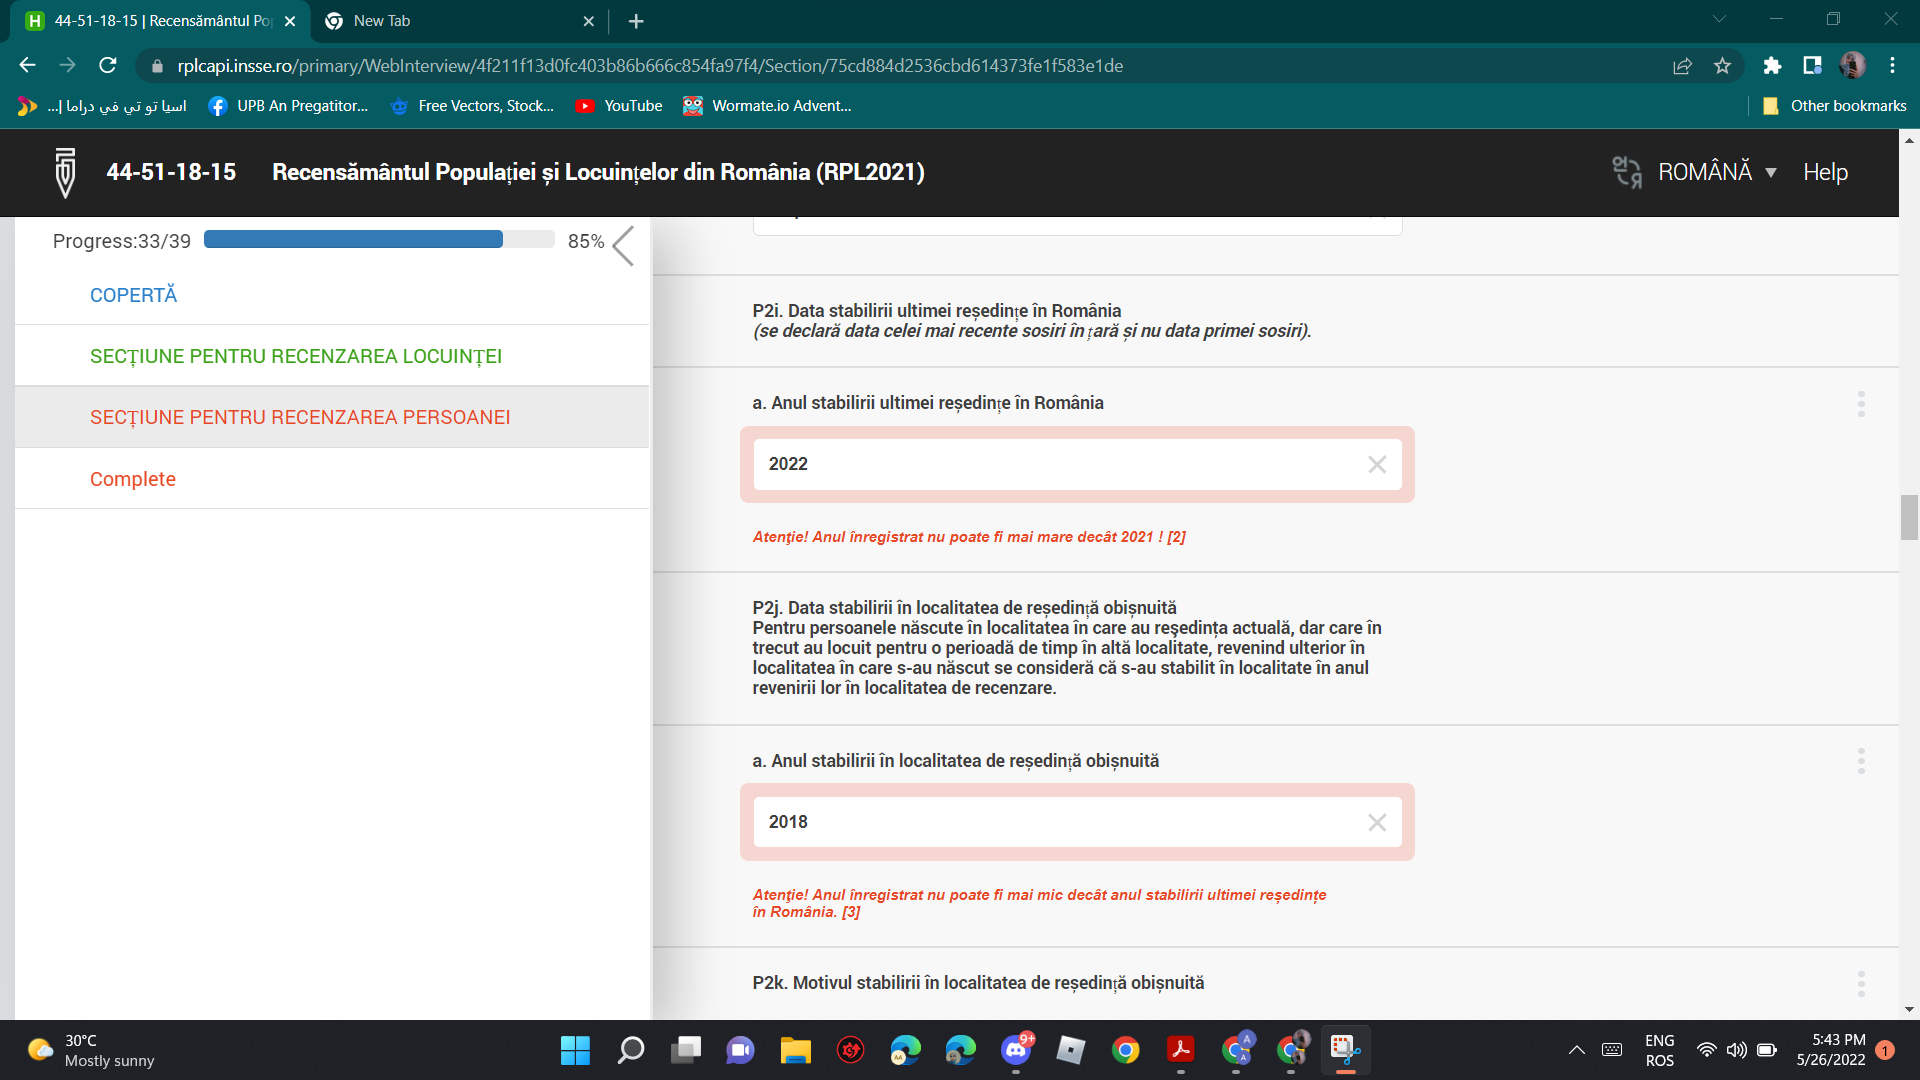 44-51-18-15 | Recensământul Po
New Tab
rplcapi.insse.ro/primary/WebInterview/4f211f13d0fc403b86b666c854fa97f4/Section/75cd884d2536cbd614373fe1f583e1de
اسيا تو تي في دراما |...
UPB An Pregatitor...
Free Vectors, Stock...
YouTube
Wormate.io Advent...
Other bookmarks
44-51-18-15
Recensământul Populației și Locuințelor din România (RPL2021)
ROMÂNĂ
Help
Progress:33/39
85%
COPERTĂ
SECȚIUNE PENTRU RECENZAREA LOCUINȚEI
SECȚIUNE PENTRU RECENZAREA PERSOANEI
Complete
P2i. Data stabilirii ultimei reședințe în România
(se declară data celei mai recente sosiri în țară și nu data primei sosiri).
a. Anul stabilirii ultimei reședințe în România
2022
Atenţie! Anul înregistrat nu poate fi mai mare decât 2021 ! [2]
P2j. Data stabilirii în localitatea de reședință obișnuită
Pentru persoanele născute în localitatea în care au reşedința actuală, dar care în
trecut au locuit pentru o perioadă de timp în altă localitate, revenind ulterior în
localitatea în care s-au născut se consideră că s-au stabilit în localitate în anul
revenirii lor în localitatea de recenzare.
a. Anul stabilirii în localitatea de reședință obișnuită
2018
Atenţie! Anul înregistrat nu poate fi mai mic decât anul stabilirii ultimei reședințe
în România. [3]
P2k. Motivul stabilirii în localitatea de reședință obișnuită
30°C
Mostly sunny
9+
ENG
ROS
5:43 PM
5/26/2022
1